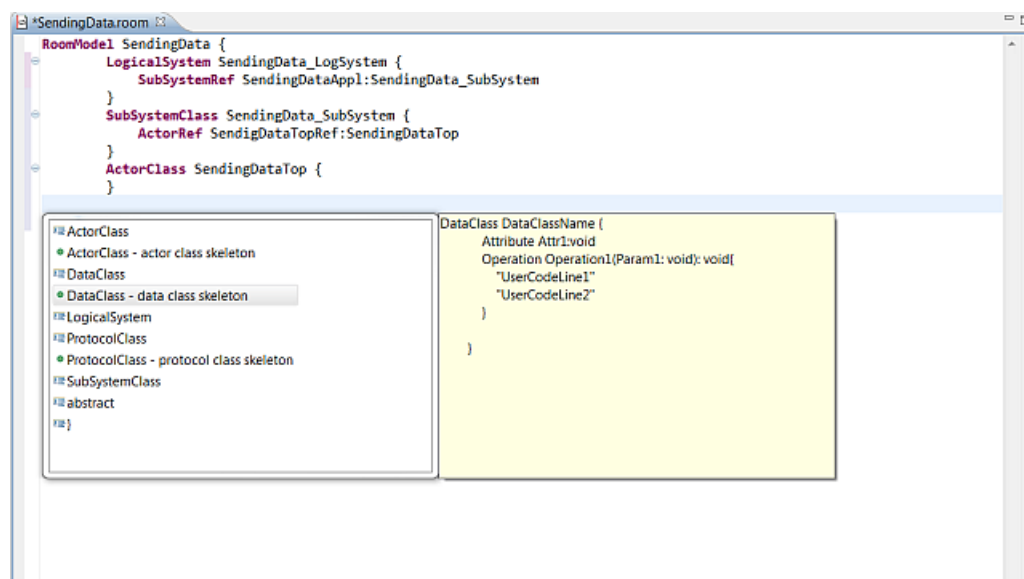 *SendingData.room
RoomModel SendingData {
LogicalSystem SendingData_LogSystem {
SubSystemRef SendingDataAppl:SendingData_SubSystem
}
SubSystemClass SendingData_SubSystem {
ActorRef SendigDataTopRef:SendingDataTop
}
ActorClass SendingDataTop {
}
ActorClass
ActorClass - actor class skeleton
DataClass
DataClass - data class skeleton
LogicalSystem
ProtocolClass
ProtocolClass - protocol class skeleton
SubSystemClass
abstract
}
DataClass DataClassName {
Attribute Attr1:void
Operation Operation1(Param1: void): void{
"UserCodeLine1"
"UserCodeLine2"
}
}